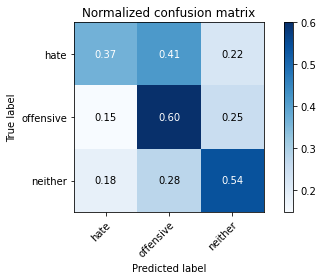 Normalized confusion matrix
True label
hate 0.37 0.41 0.22
offensive 0.15 0.60 0.25
neither 0.18 0.28 0.54
hate offensive neither
Predicted label
0.6
0.5
0.4
0.3
0.2